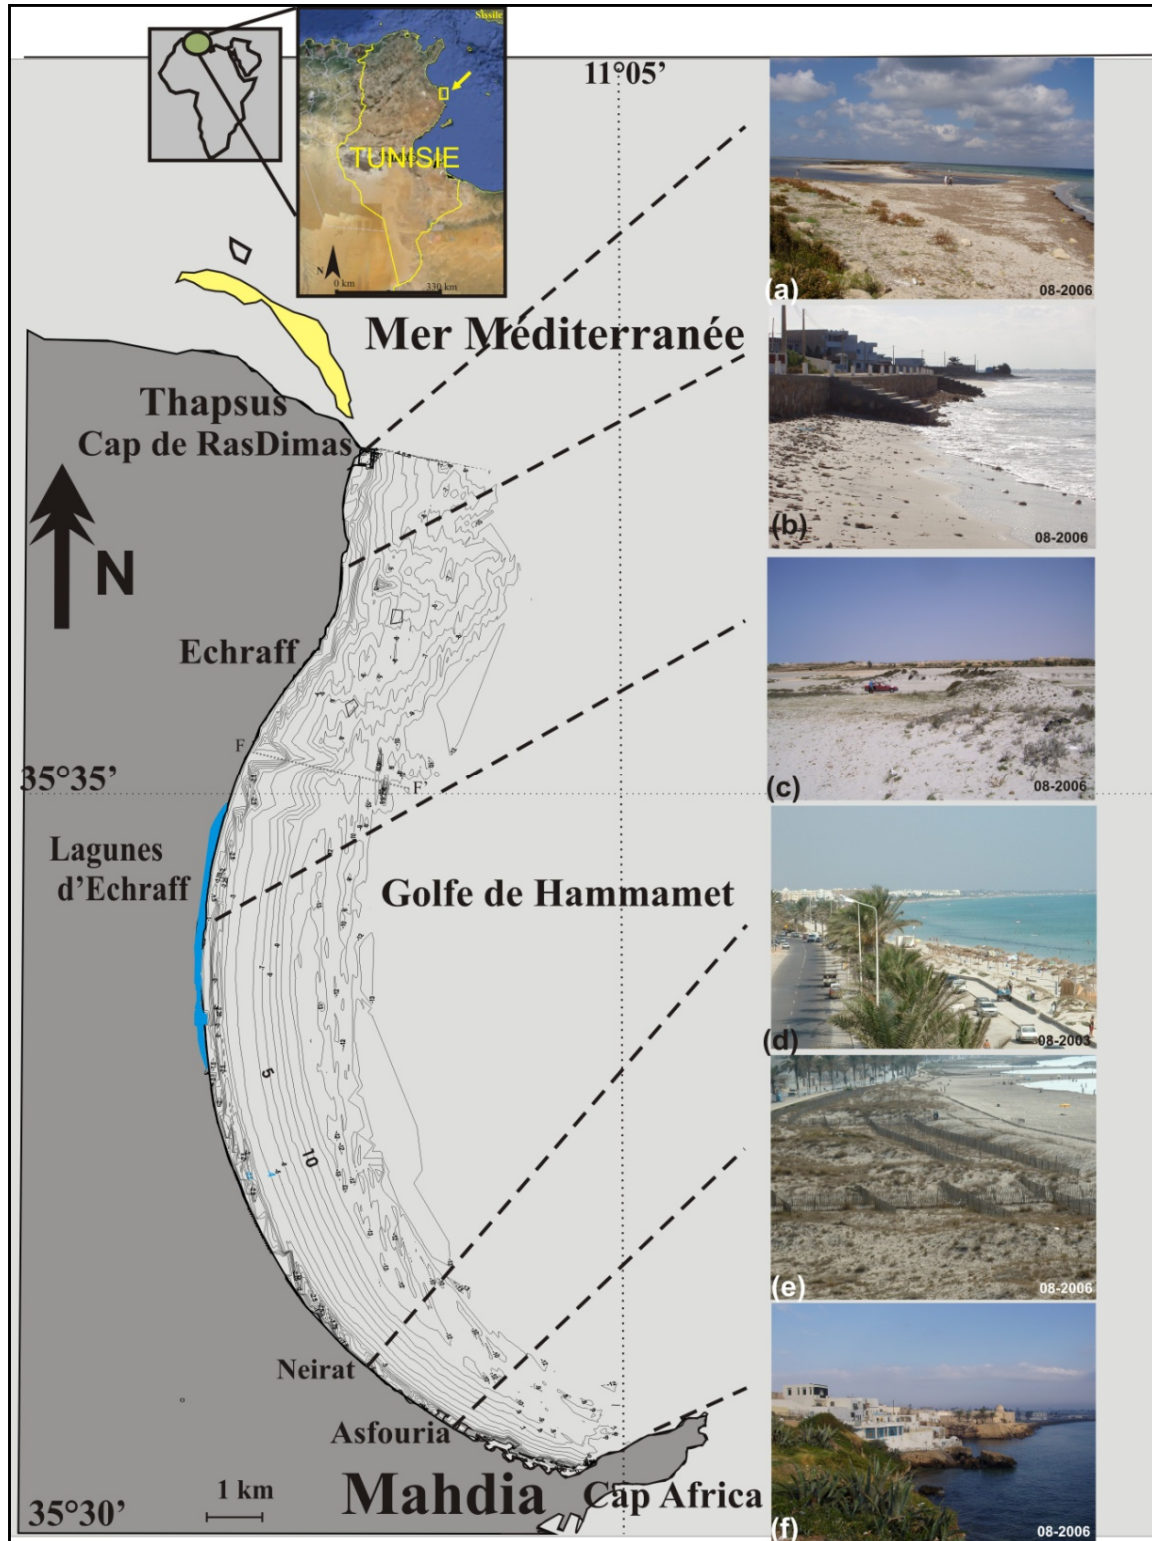 Sisile
TUNISIE
N
0 km
330 km
11°05'
(a)
08-2006
Mer Méditerranée
(b)
08-2006
Thapsus
Cap de RasDimas
N
(c)
08-2006
Echraff
F
F'
35°35'
Lagunes
d'Echraff
Golfe de Hammamet
(d)
08-2003
5
10
(e)
08-2006
Neirat
Asfouria
Mahdia
Cap Africa
1 km
35°30'
(f)
08-2006